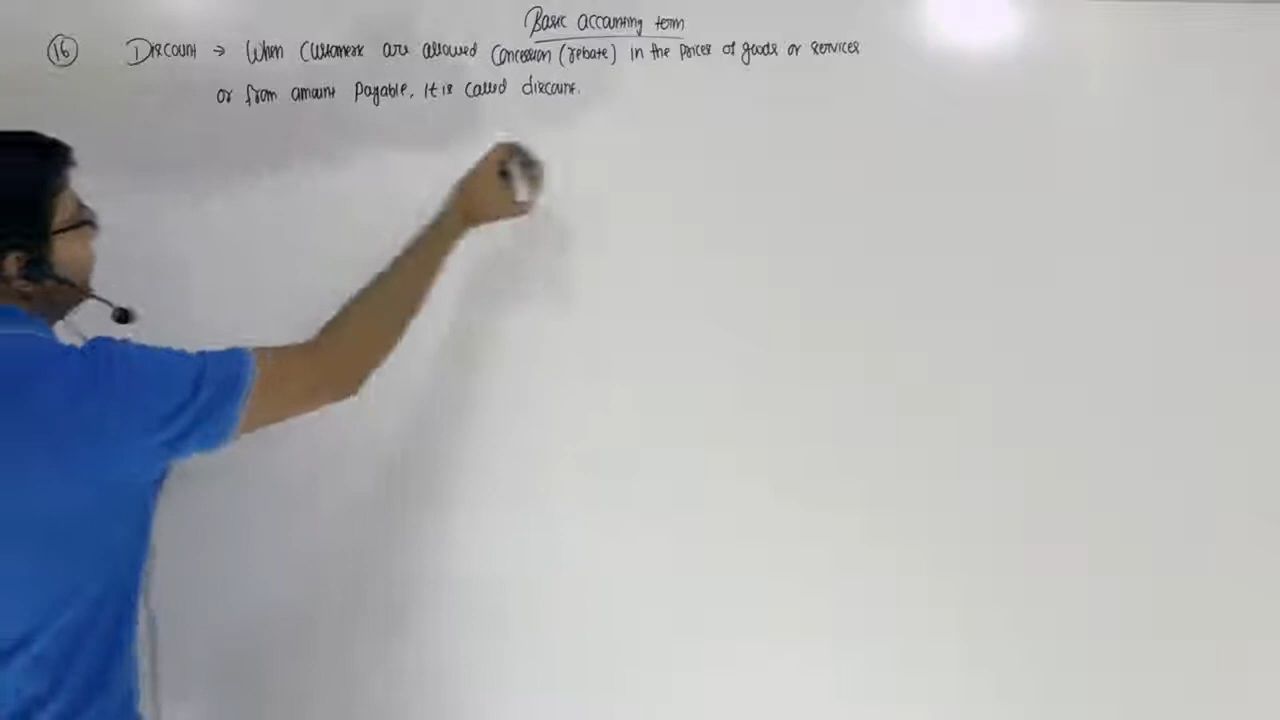 Basic accounting term
16 Discount → When Customers are allowed Concession (rebate) in the prices of goods or services
or from amount payable, it is called discount.